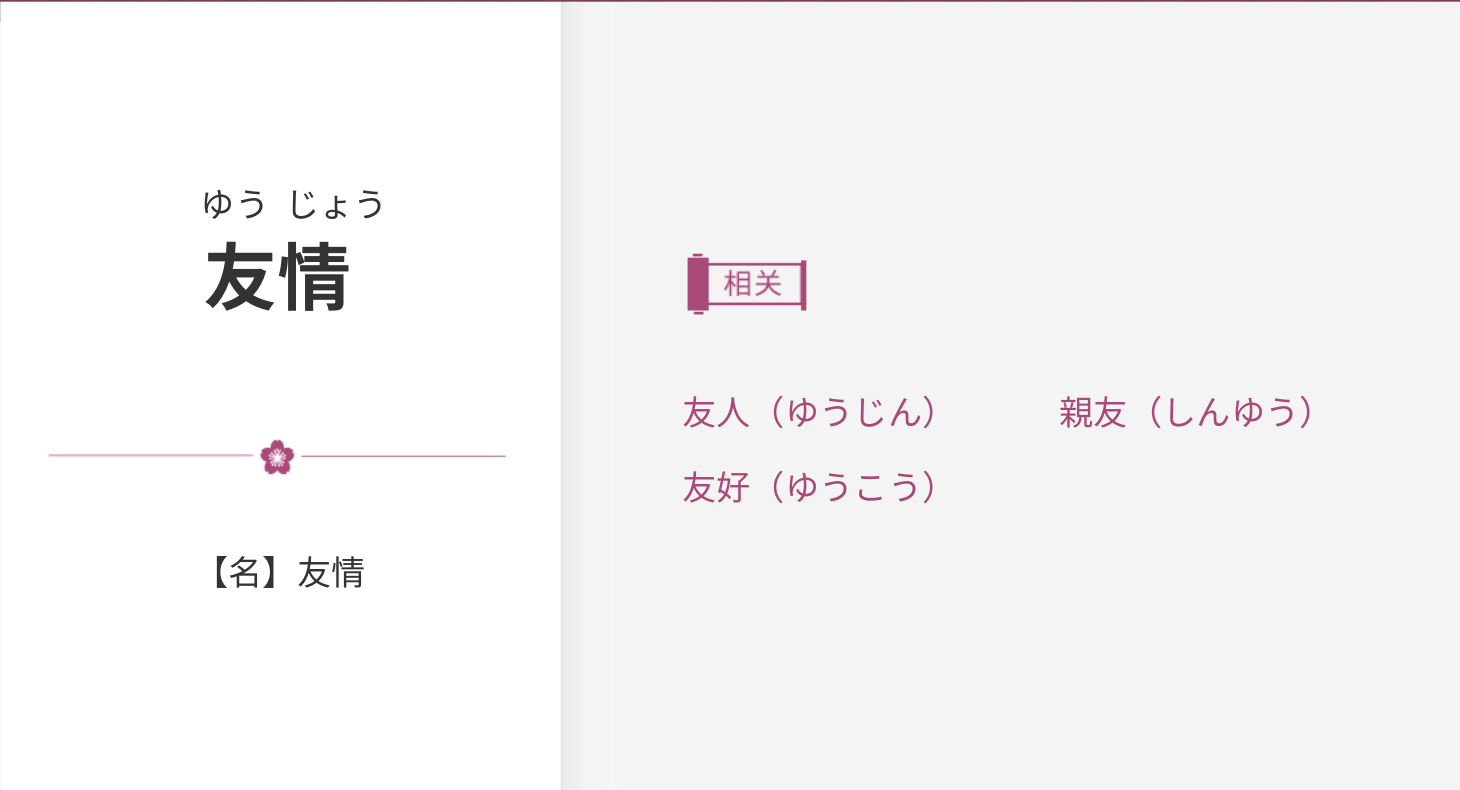 ゆう じょう
友情
【名】友情
相关
友人（ゆうじん） 親友（しんゆう）
友好（ゆうこう）